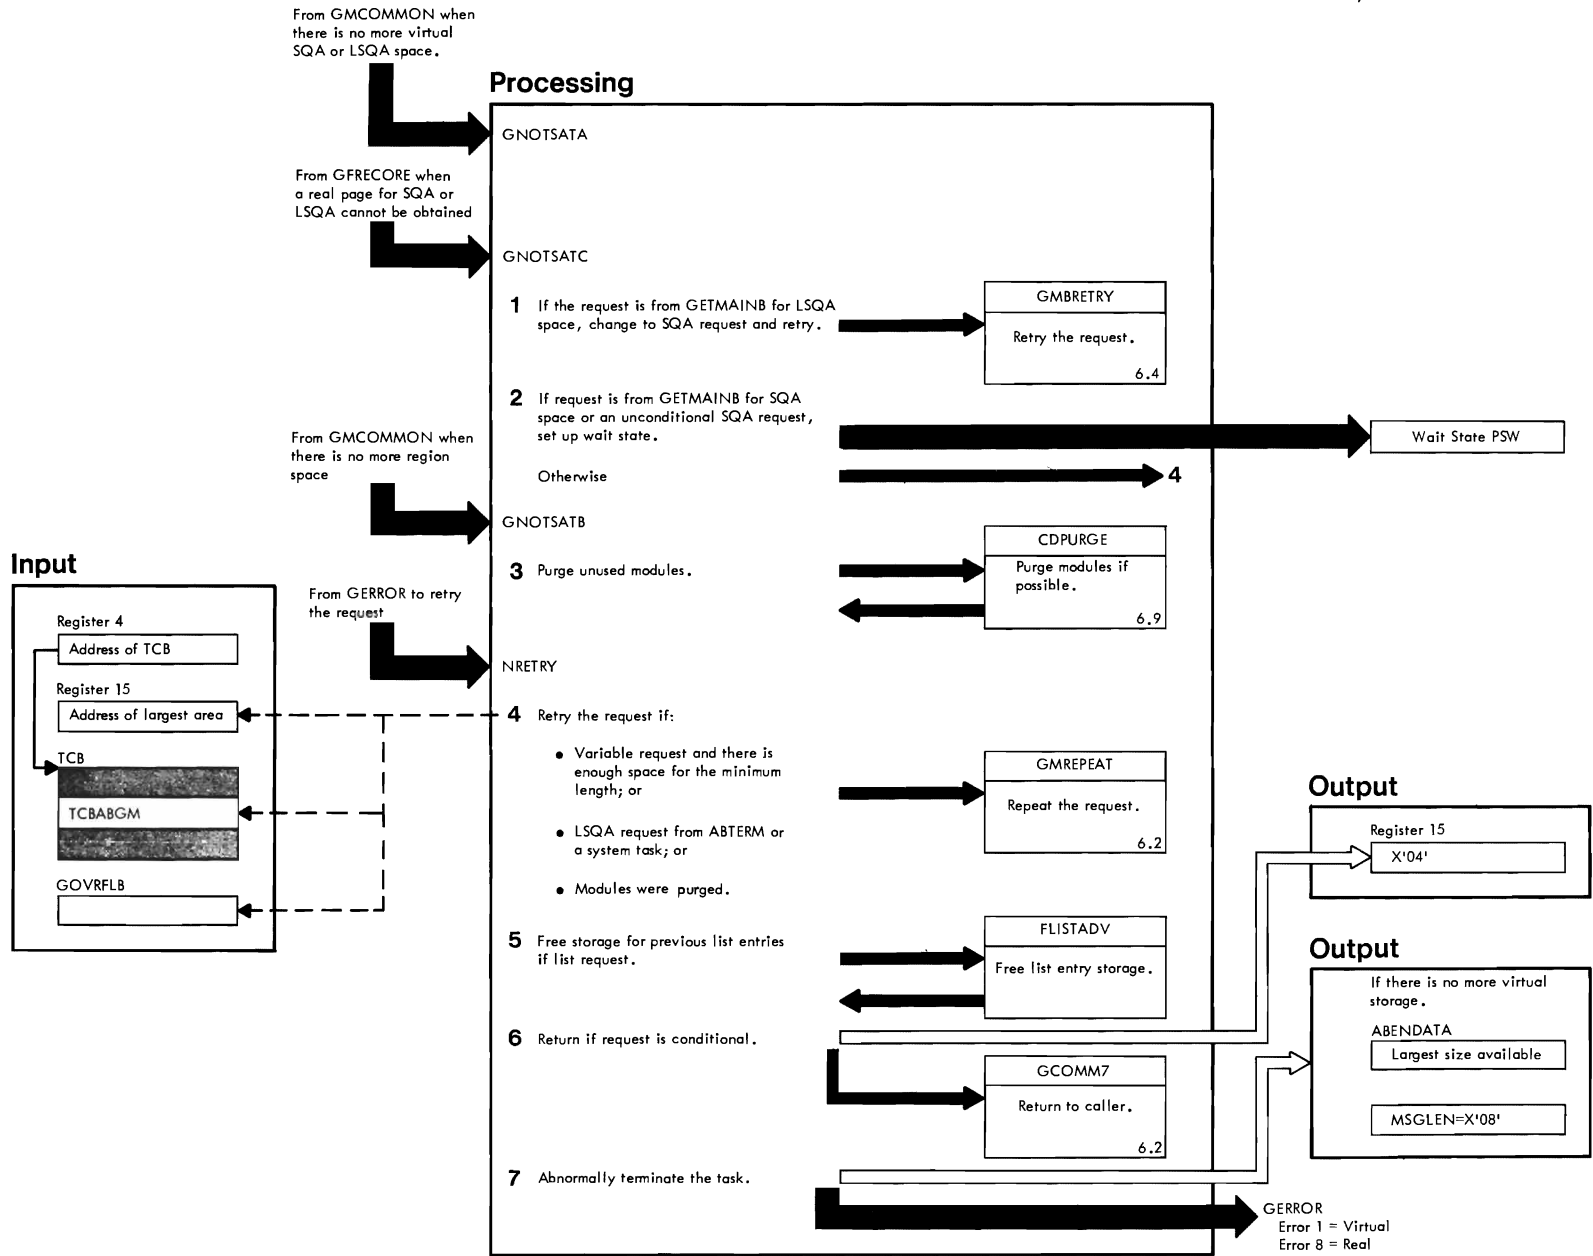 From GMCOMMON when
there is no more virtual
SQA or LSQA space.
Processing
GNOTSATA
From GFRECORE when
a real page for SQA or
LSQA cannot be obtained
GNOTSATC
1 If the request is from GETMAINB for LSQA
space, change to SQA request and retry.
GMBRETRY
Retry the request.
6.4
2 If request is from GETMAINB for SQA
space or an unconditional SQA request,
set up wait state.
Wait State PSW
Otherwise
4
From GMCOMMON when
there is no more region
space
GNOTSATB
3 Purge unused modules.
CDPURGE
Purge modules if
possible.
6.9
Input
From GERROR to retry
the request
Register 4
Address of TCB
NRETRY
Register 15
Address of largest area
TCB
TCBABGM
GOVRFLB
4 Retry the request if:
● Variable request and there is
enough space for the minimum
length; or
● LSQA request from ABTERM or
a system task; or
● Modules were purged.
GMREPEAT
Repeat the request.
6.2
Output
Register 15
X'04'
5 Free storage for previous list entries
if list request.
FLISTADV
Free list entry storage.
Output
If there is no more virtual
storage.
ABENDATA
Largest size available
MSGLEN=X'08'
6 Return if request is conditional.
GCOMM7
Return to caller.
6.2
7 Abnormally terminate the task.
GERROR
Error 1 = Virtual
Error 8 = Real